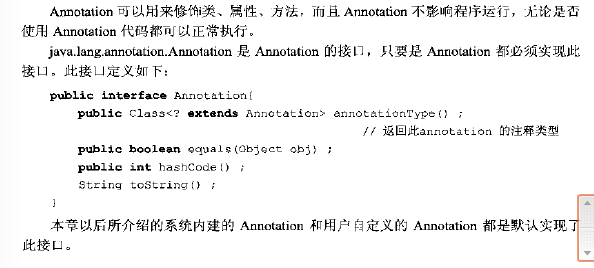 Annotation 可以用来修饰类、属性、方法，而且 Annotation 不影响程序运行，无论是否
使用 Annotation 代码都可以正常执行。
java.lang.annotation.Annotation 是 Annotation 的接口，只要是 Annotation 都必须实现此
接口。此接口定义如下：
public interface Annotation{
public Class<? extends Annotation> annotationType() ;
// 返回此annotation 的注释类型
public boolean equals(Object obj) ;
public int hashCode() ;
String toString() ;
}
本章以后所介绍的系统内建的 Annotation 和用户自定义的 Annotation 都是默认实现了
此接口。